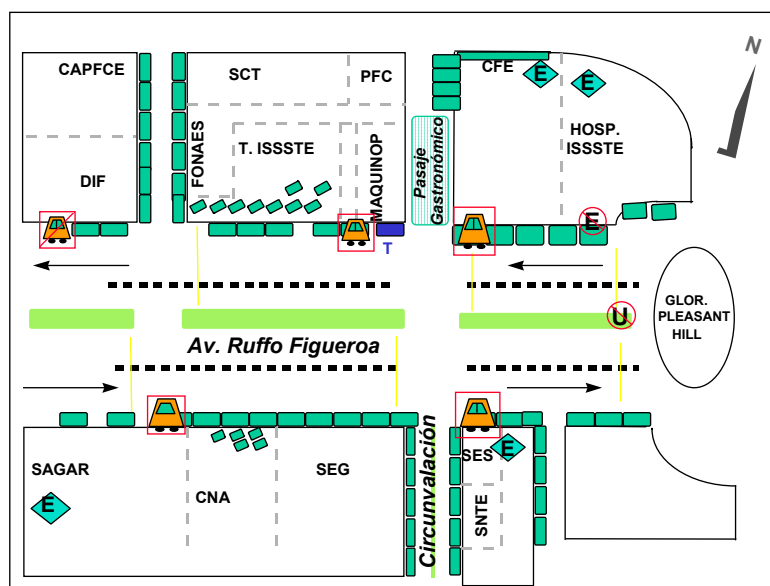 N
CAPFCE
SCT
PFC
CFE
E
E
FONAES
T. ISSSTE
MAQUINOP
Pasaje
Gastronómico
HOSP.
ISSSTE
DIF
E
T
GLOR.
PLEASANT
HILL
U
Av. Ruffo Figueroa
SAGAR
E
CNA
SEG
Circunvalación
SES
E
SNTE